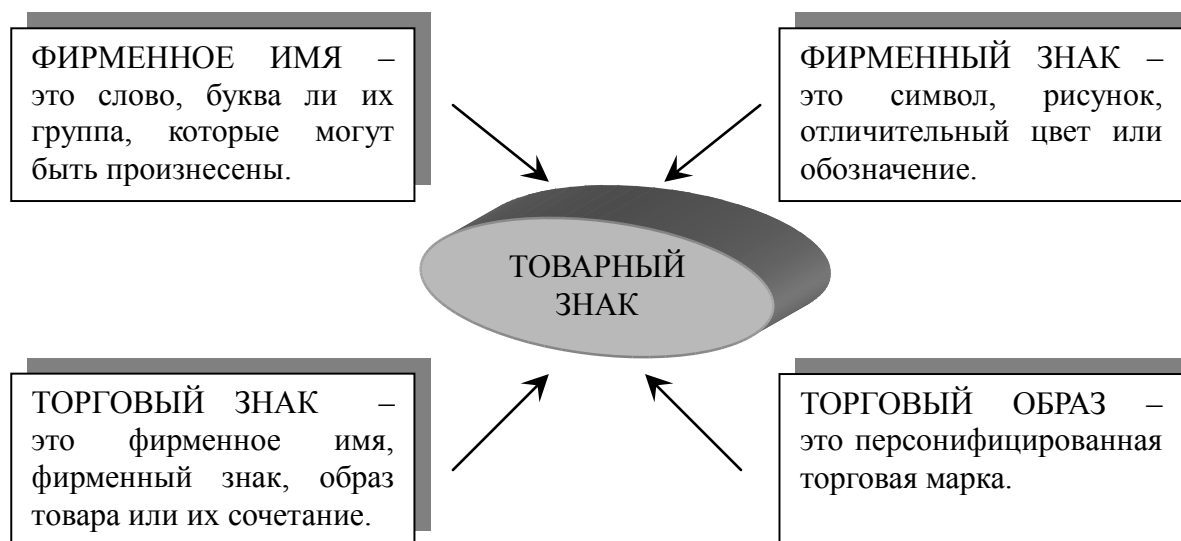 ФИРМЕННОЕ ИМЯ –
это слово, буква ли их
группа, которые могут
быть произнесены.
ФИРМЕННЫЙ ЗНАК –
это символ, рисунок,
отличительный цвет или
обозначение.
ТОВАРНЫЙ
ЗНАК
ТОРГОВЫЙ ЗНАК –
это фирменное имя,
фирменный знак, образ
товара или их сочетание.
ТОРГОВЫЙ ОБРАЗ –
это персонифицированная
торговая марка.